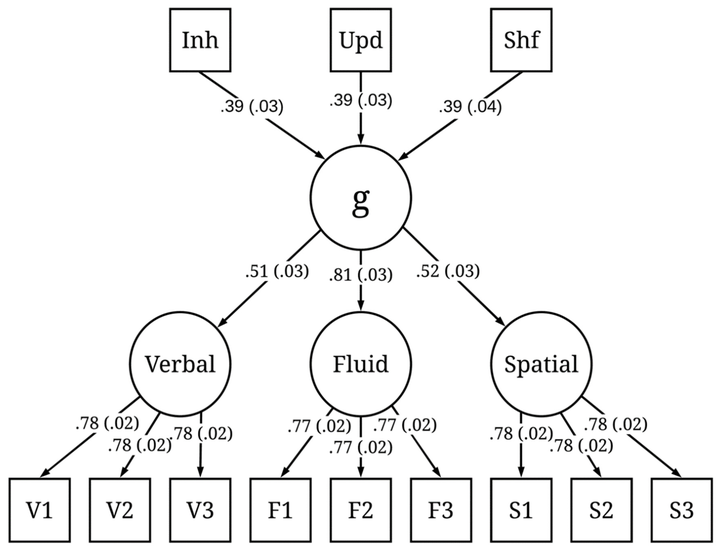 Inh Upd Shf
.39 (.03) .39 (.03) .39 (.04)
g
.51 (.03) .81 (.03) .52 (.03)
Verbal Fluid Spatial
.78 (.02) .78 (.02) .78 (.02) .77 (.02) .77 (.02) .77 (.02) .78 (.02) .78 (.02) .78 (.02)
V1 V2 V3 F1 F2 F3 S1 S2 S3